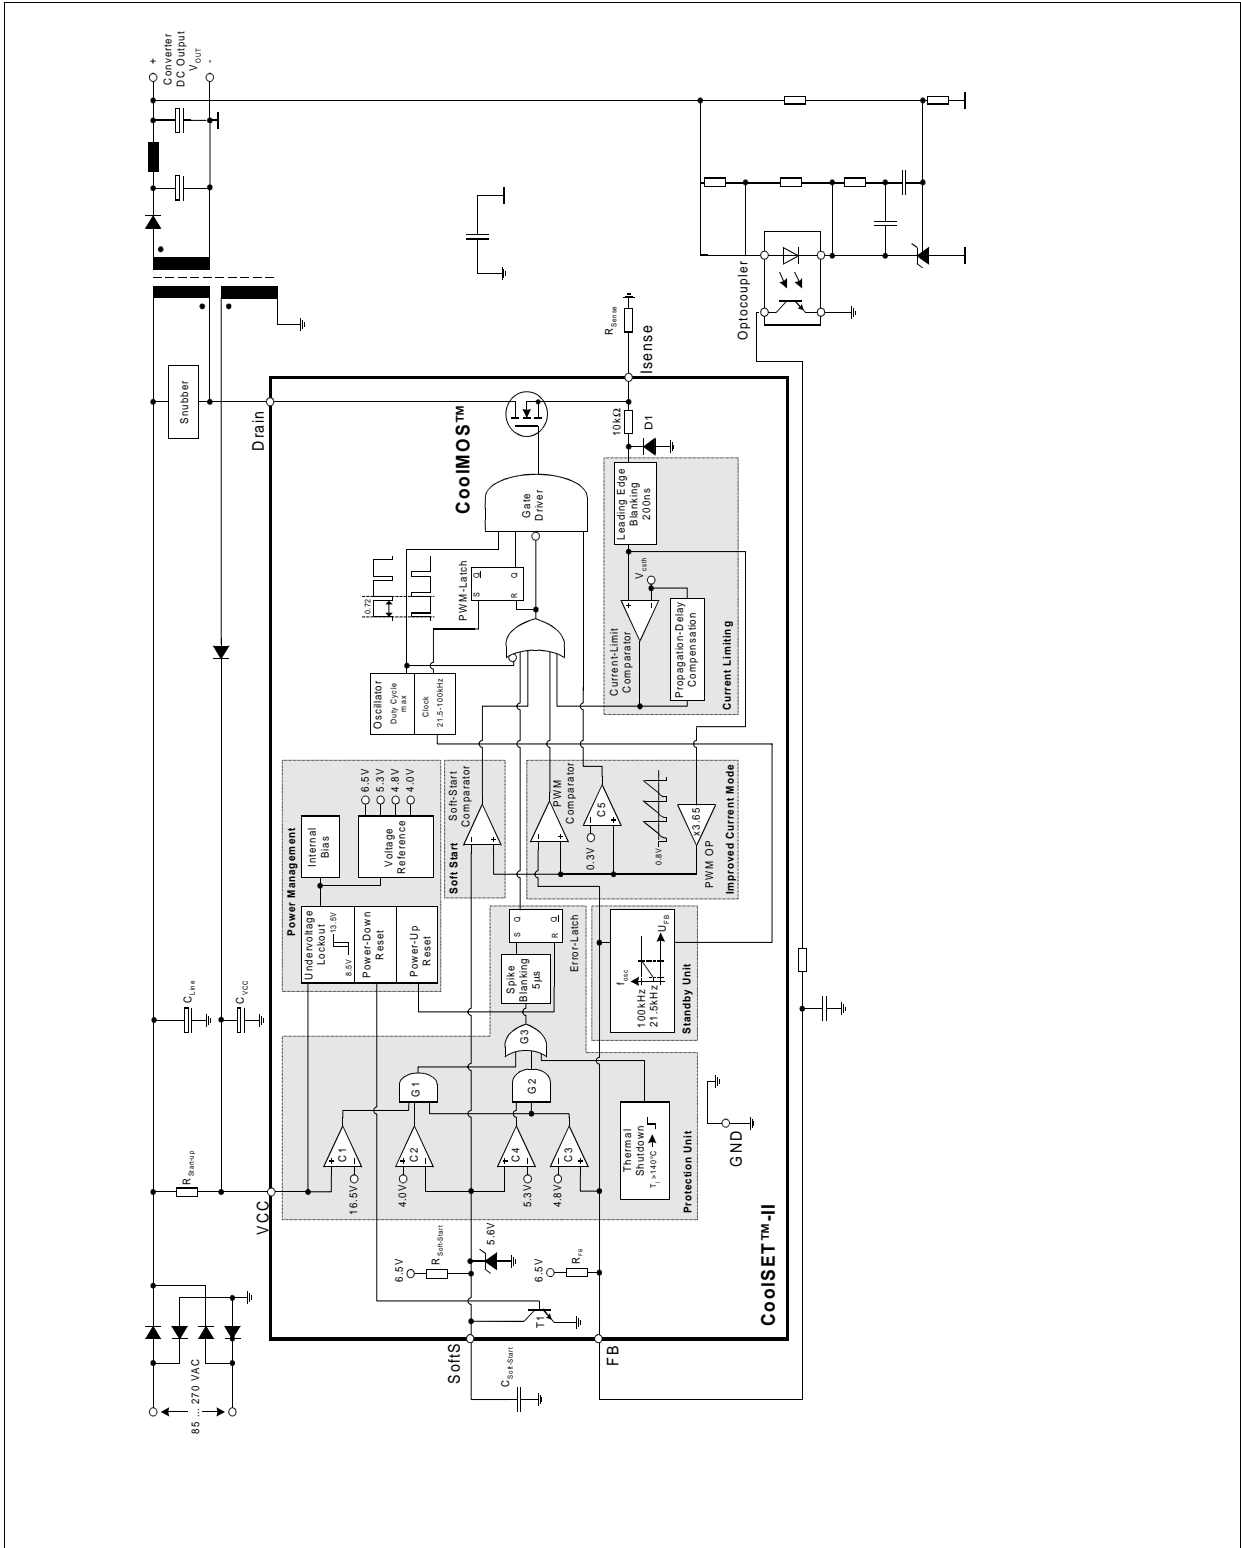 +
Converter
DC Output
VOUT
-
Snubber
Drain
CoolMOS™
Gate
Driver
RSense
Isense
10kΩ
D1
Leading Edge
Blanking
200ns
Vcsth
Current-Limit
Comparator
Propagation-Delay
Compensation
Current Limiting
Optocoupler
0.72
PWM-Latch
S Q
R Q
Oscillator
Duty Cycle
max
Clock
21.5-100kHz
Power Management
Internal
Bias
Voltage
Reference
6.5V
5.3V
4.8V
4.0V
Undervoltage
Lockout
13.5V
8.5V
Power-Down
Reset
Power-Up
Reset
Soft-Start
Comparator
Soft Start
PWM
Comparator
C5
0.3V
0.8V
x3.65
PWM OP
Improved Current Mode
CLine
CVCC
Spike
Blanking
5µs
S Q
R Q
Error-Latch
fosc
100kHz
21.5kHz
UFB
Standby Unit
G1
G2
G3
C1
C2
C4
C3
16.5V
4.0V
5.3V
4.8V
Thermal
Shutdown
Tj >140°C
Protection Unit
GND
RStart-up
VCC
6.5V
RSoft-Start
5.6V
6.5V
RFB
T1
CoolSET™-II
SoftS
CSoft-Start
FB
85 ... 270 VAC